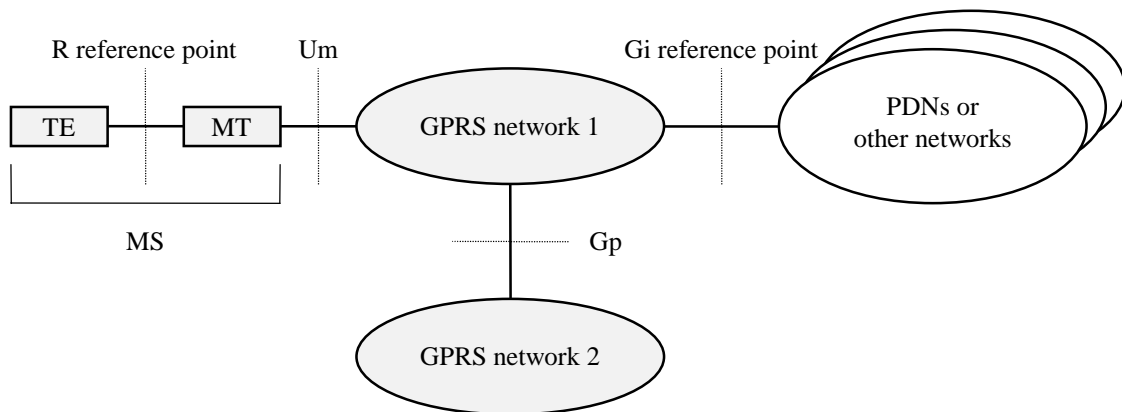 R reference point
Um
Gi reference point
TE
MT
GPRS network 1
PDNs or
other networks
MS
Gp
GPRS network 2